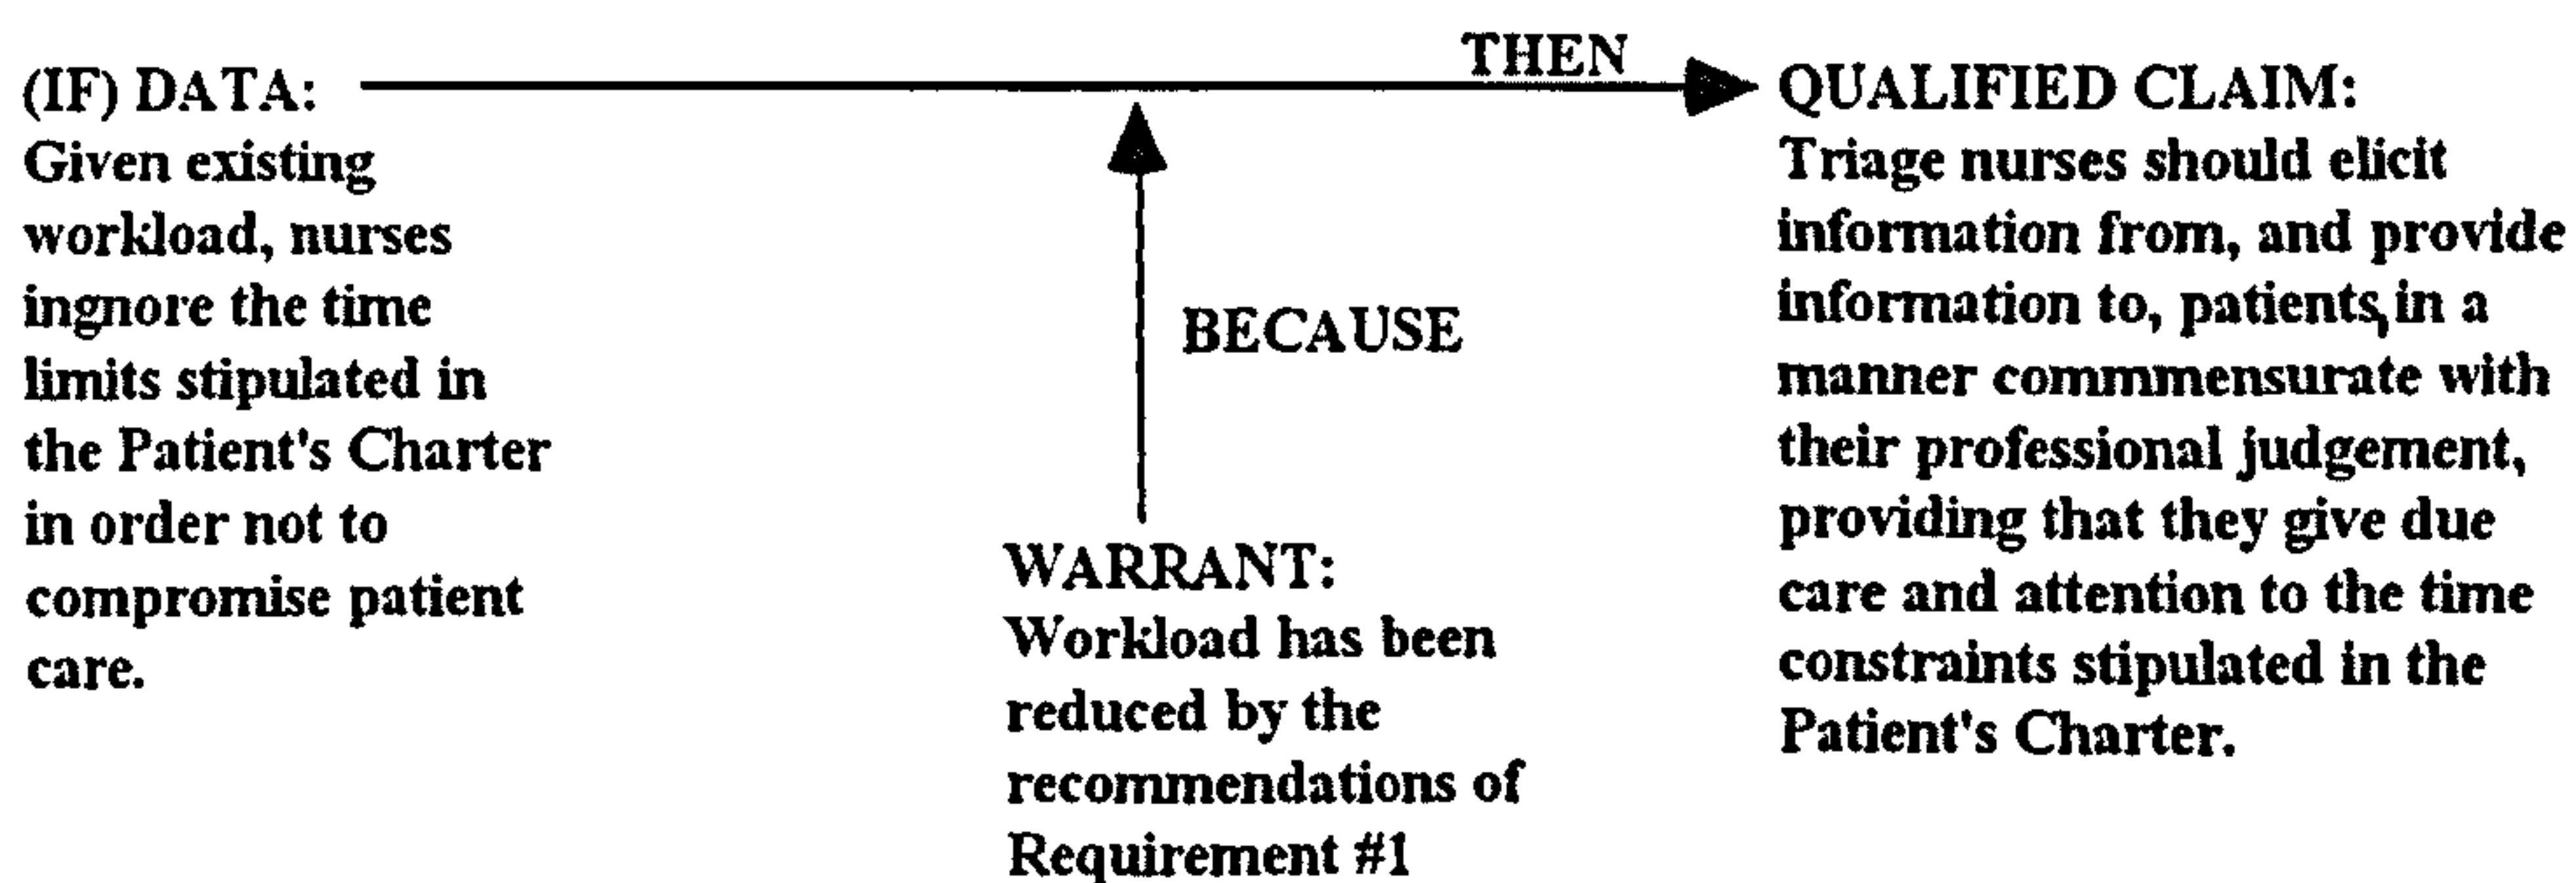 THEN
(IF) DATA:
Given existing
workload, nurses
ingnore the time
limits stipulated in
the Patient's Charter
in order not to
compromise patient
care.
BECAUSE
WARRANT:
Workload has been
reduced by the
recommendations of
Requirement #1
QUALIFIED CLAIM:
Triage nurses should elicit
information from, and provide
information to, patients, in a
manner commmensurate with
their professional judgement,
providing that they give due
care and attention to the time
constraints stipulated in the
Patient's Charter.